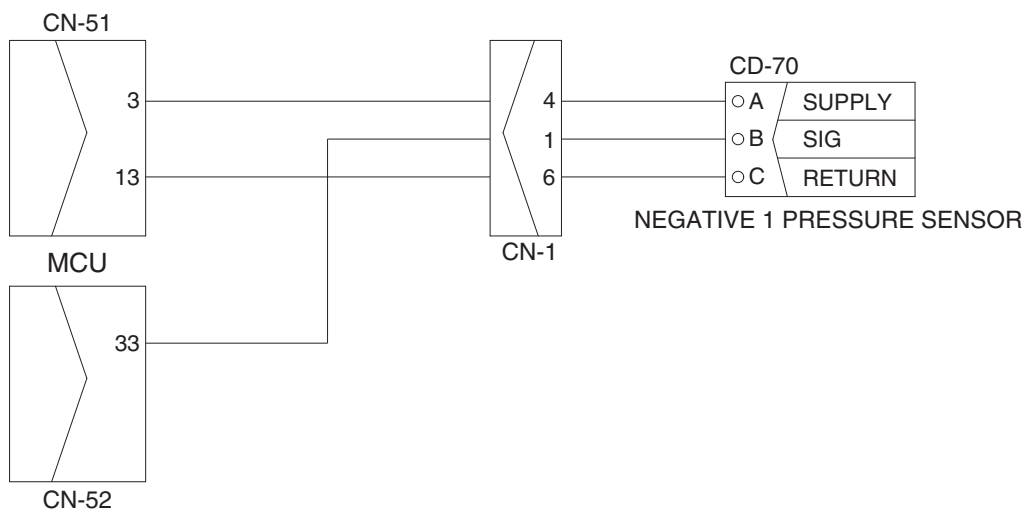 CN-51
CD-70
3
4
A
SUPPLY
1
B
SIG
13
6
C
RETURN
NEGATIVE 1 PRESSURE SENSOR
CN-1
MCU
33
CN-52